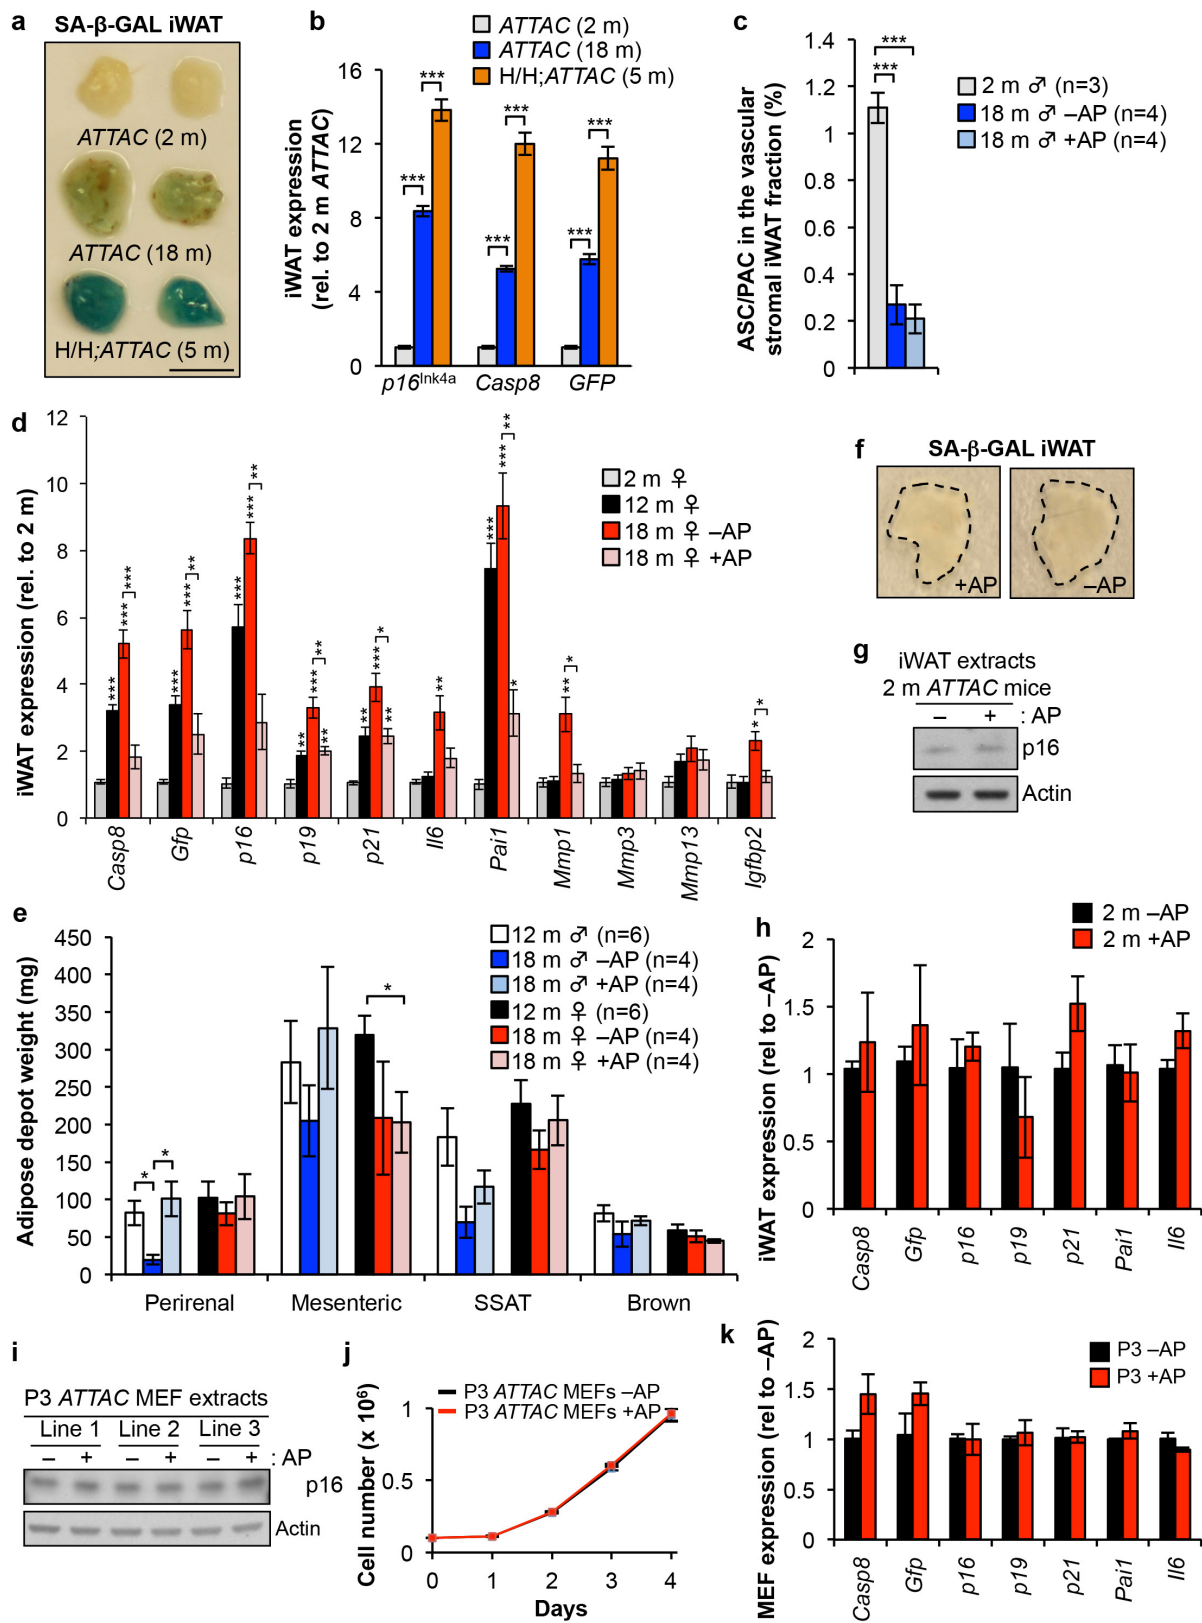 a
SA-β-GAL iWAT
ATTAC (2 m)
ATTAC (18 m)
H/H;ATTAC (5 m)
b
ATTAC (2 m)
ATTAC (18 m)
H/H;ATTAC (5 m)
iWAT expression
(rel. to 2 m ATTAC)
16
12
8
4
0
*** *** *** *** *** ***
p16Ink4a Casp8 GFP
c
ASC/PAC in the vascular
stromal iWAT fraction (%)
1.4
1.2
1
0.8
0.6
0.4
0.2
0
***
***
2 m ♂ (n=3)
18 m ♂ –AP (n=4)
18 m ♂ +AP (n=4)
d
iWAT expression (rel. to 2 m)
12
10
8
6
4
2
0
2 m ♀
12 m ♀
18 m ♀ –AP
18 m ♀ +AP
*** *** ***
*** *** **
*** *** **
** *** ** **
** *** * **
**
*** *** ** *
** *
* *
Casp8 Gfp p16 p19 p21 Il6 Pai1 Mmp1 Mmp3 Mmp13 Igfbp2
e
Adipose depot weight (mg)
450
400
350
300
250
200
150
100
50
0
12 m ♂ (n=6)
18 m ♂ –AP (n=4)
18 m ♂ +AP (n=4)
12 m ♀ (n=6)
18 m ♀ –AP (n=4)
18 m ♀ +AP (n=4)
* * *
Perirenal Mesenteric SSAT Brown
f
SA-β-GAL iWAT
+AP –AP
g
iWAT extracts
2 m ATTAC mice
– + : AP
p16
Actin
h
2 m –AP
2 m +AP
iWAT expression (rel to –AP)
2
1.5
1
0.5
0
Casp8 Gfp p16 p19 p21 Pai1 Il6
i
P3 ATTAC MEF extracts
Line 1 Line 2 Line 3
– + – + – + : AP
p16
Actin
j
P3 ATTAC MEFs –AP
P3 ATTAC MEFs +AP
Cell number (x 10⁶)
1
0.5
0
0 1 2 3 4
Days
k
P3 –AP
P3 +AP
MEF expression (rel to –AP)
2
1.5
1
0.5
0
Casp8 Gfp p16 p19 p21 Pai1 Il6